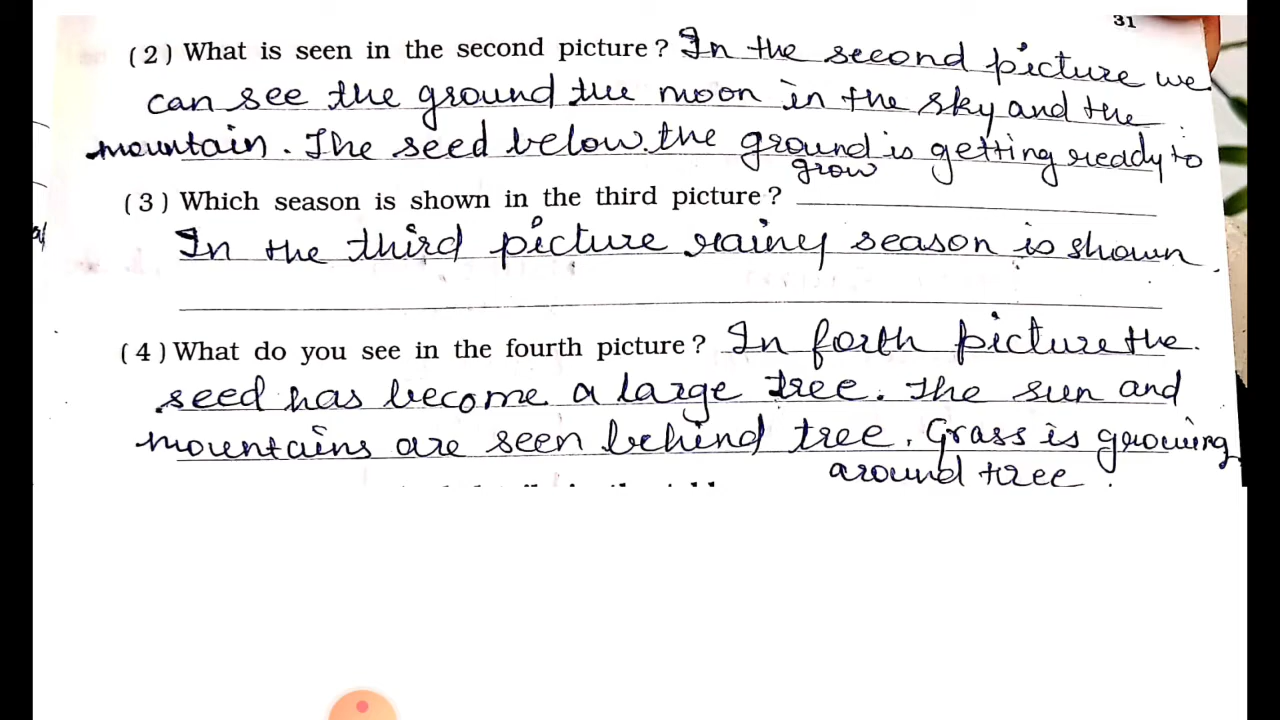 31
(2) What is seen in the second picture? In the second picture we
can see the ground the moon in the sky and the
mountain. The seed below the ground is getting ready to
grow
(3) Which season is shown in the third picture?
In the third picture rainy season is shown.
(4) What do you see in the fourth picture? In forth picture the
seed has become a large tree. The sun and
mountains are seen behind tree. Grass is growing
around tree.